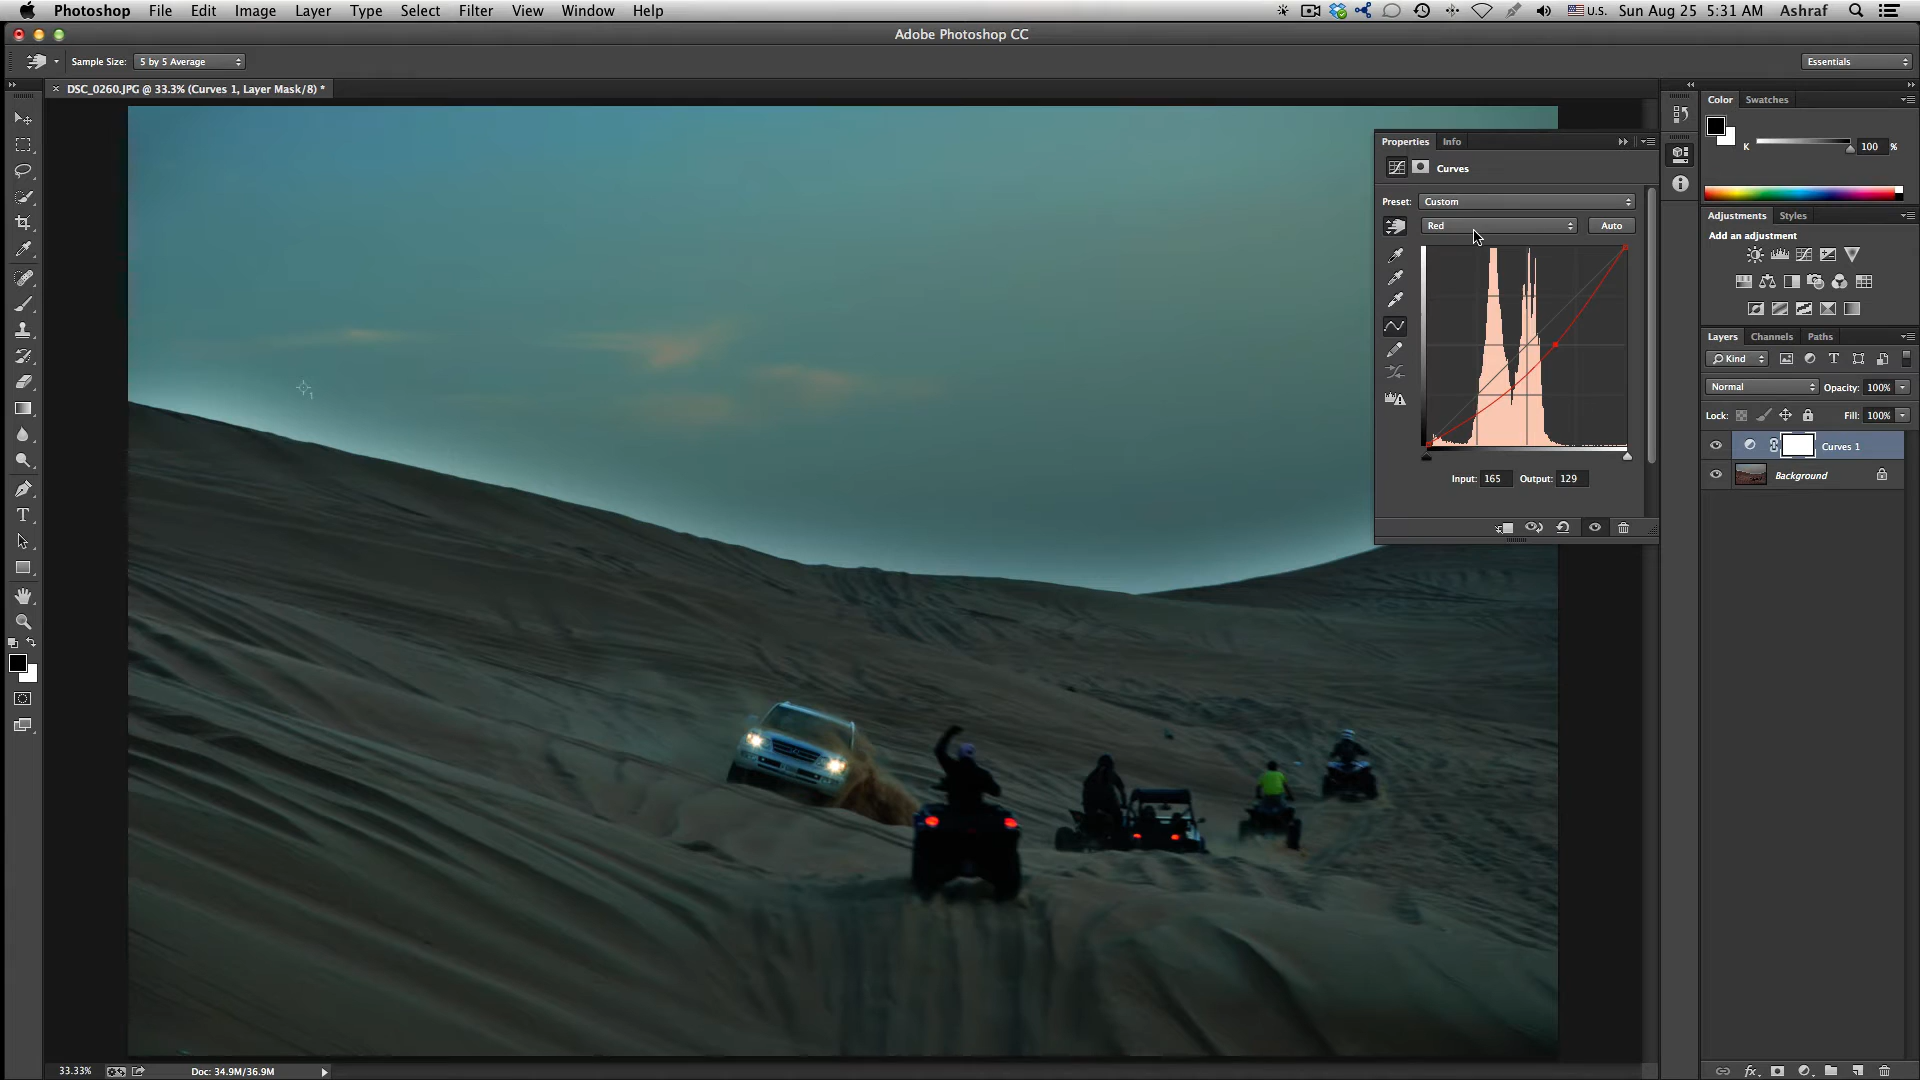 Photoshop File Edit Image Layer Type Select Filter View Window Help U.S. Sun Aug 25 5:31 AM Ashraf
Adobe Photoshop CC
Sample Size: 5 by 5 Average Essentials
× DSC_0260.JPG @ 33.3% (Curves 1, Layer Mask/8) *
Color Swatches
K 100 %
Properties Info
Curves
Preset: Custom
Red Auto
Input: 165 Output: 129
Adjustments Styles
Add an adjustment
Layers Channels Paths
Kind T
Normal Opacity: 100%
Lock: Fill: 100%
Curves 1
Background
T
33.33% Doc: 34.9M/36.9M
fx